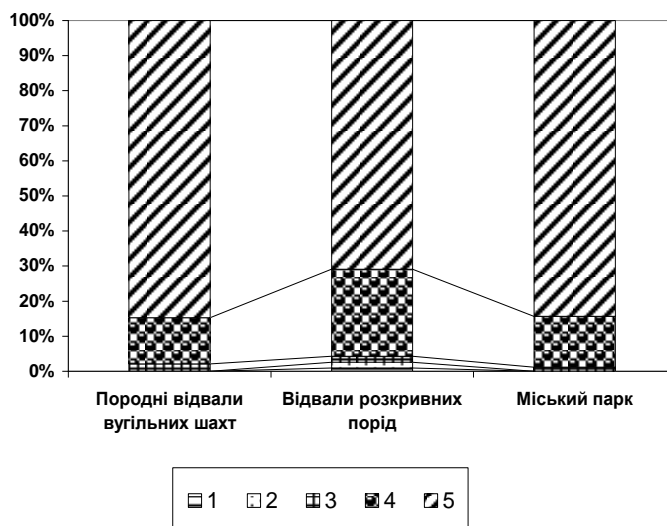 100%
90%
80%
70%
60%
50%
40%
30%
20%
10%
0%
Породні відвали вугільних шахт
Відвали розкривних порід
Міський парк
1 2 3 4 5